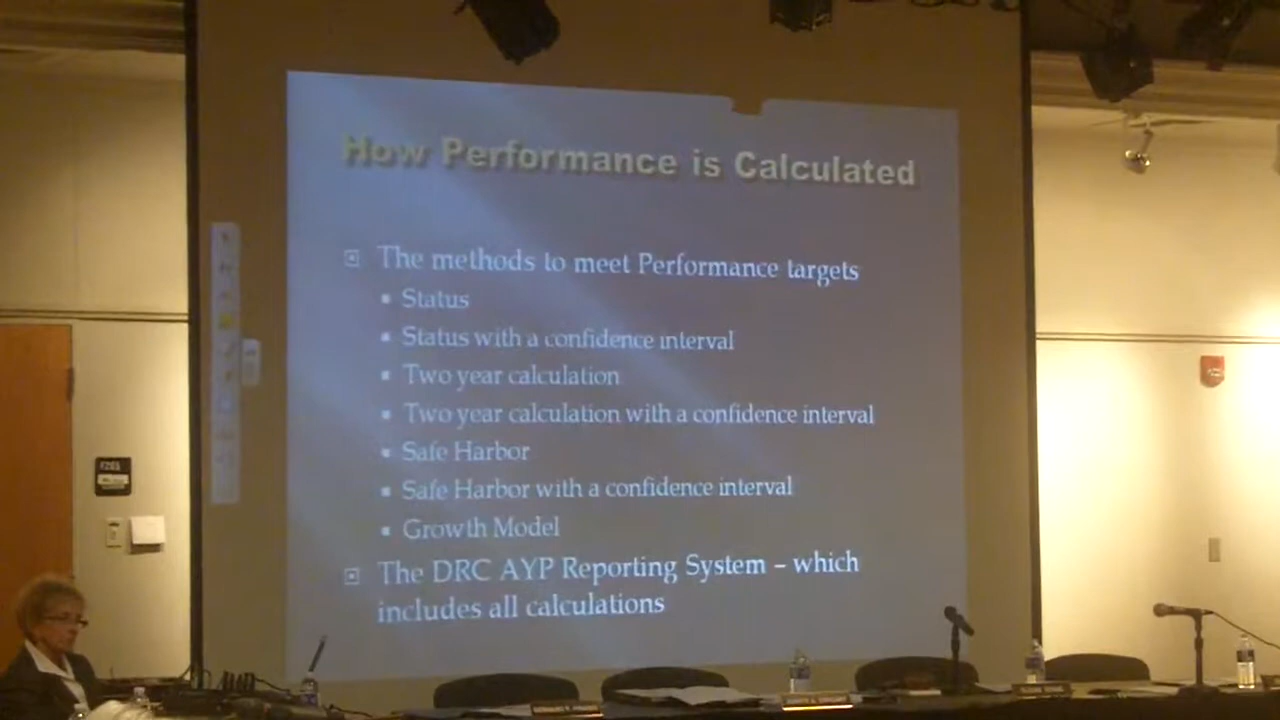 How Performance is Calculated
The methods to meet Performance targets
Status
Status with a confidence interval
Two year calculation
Two year calculation with a confidence interval
Safe Harbor
Safe Harbor with a confidence interval
Growth Model
The DRC AYP Reporting System – which
includes all calculations